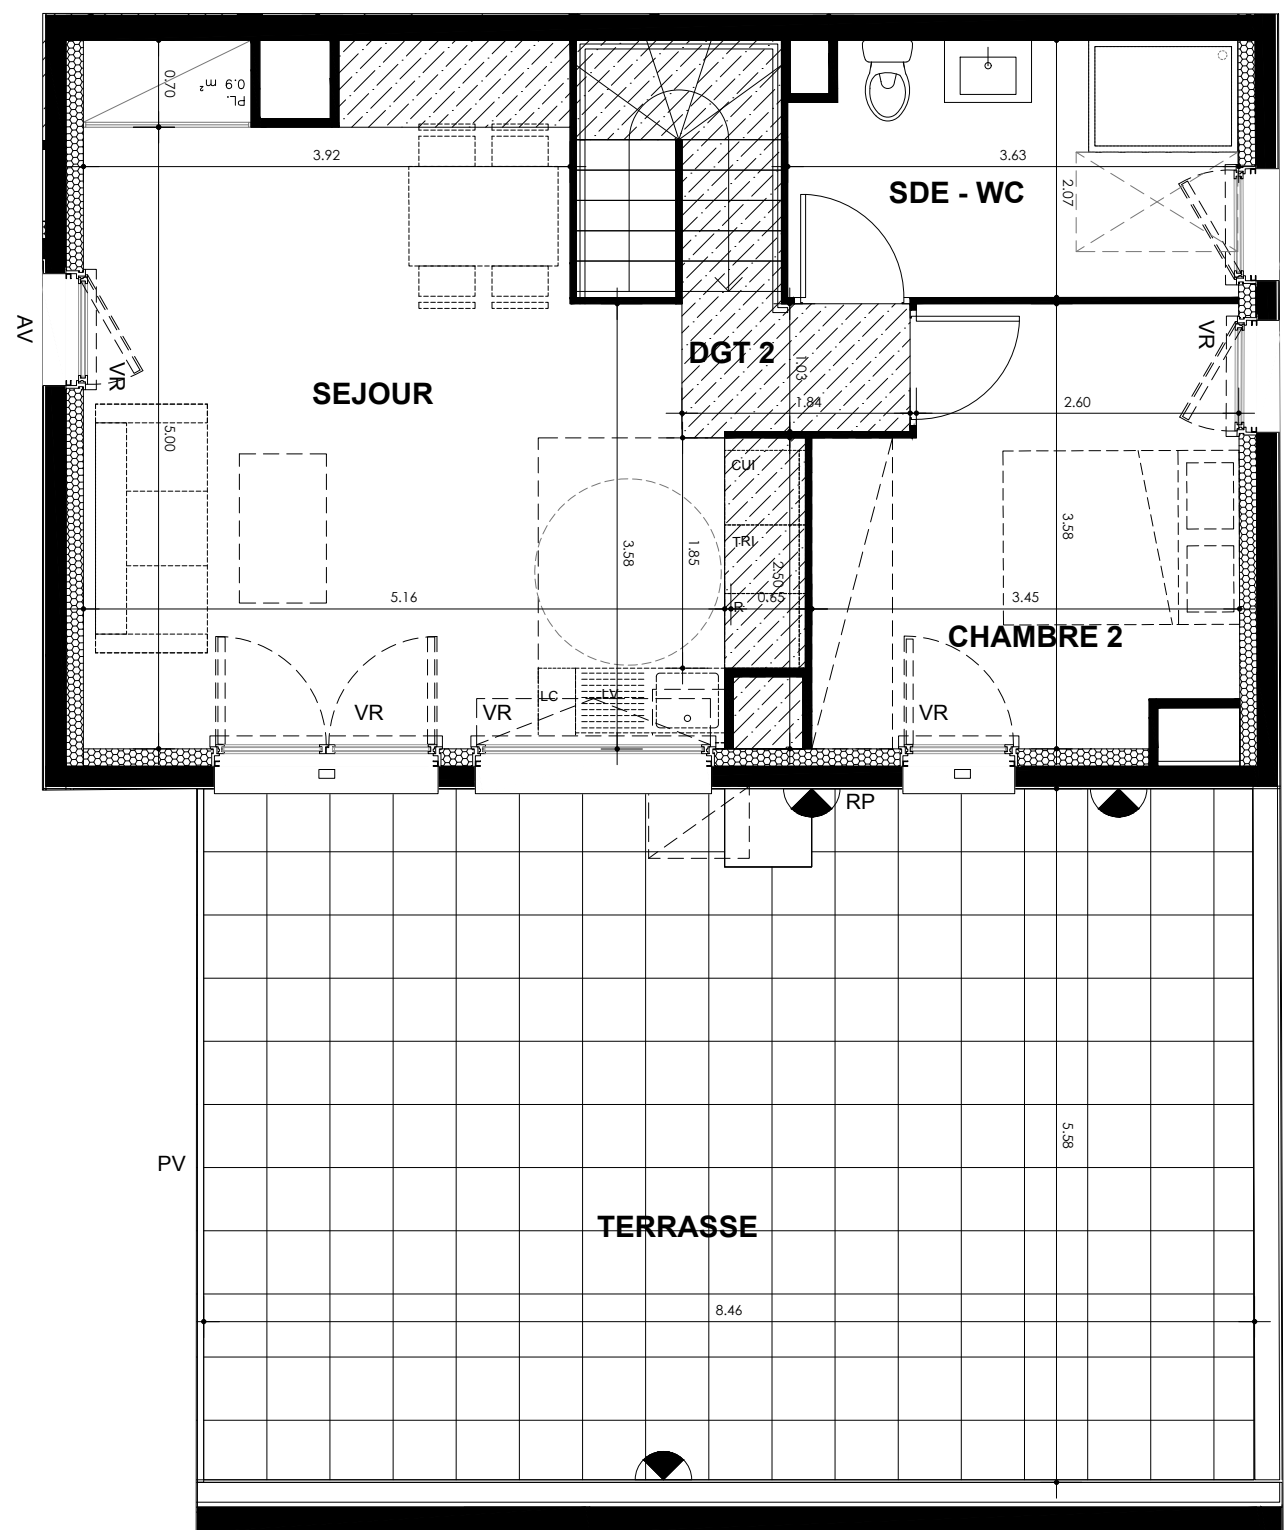 0.70
PL.
0.9 m²
3.92
3.63
SDE - WC
2.07
AV
VR
SEJOUR
DGT 2
1.03
1.84
VR
2.60
5.00
CUI
TRI
3.58
1.85
2.50
3.58
5.16
R
0.65
3.45
CHAMBRE 2
LC
LV
VR
VR
VR
RP
5.58
PV
TERRASSE
8.46